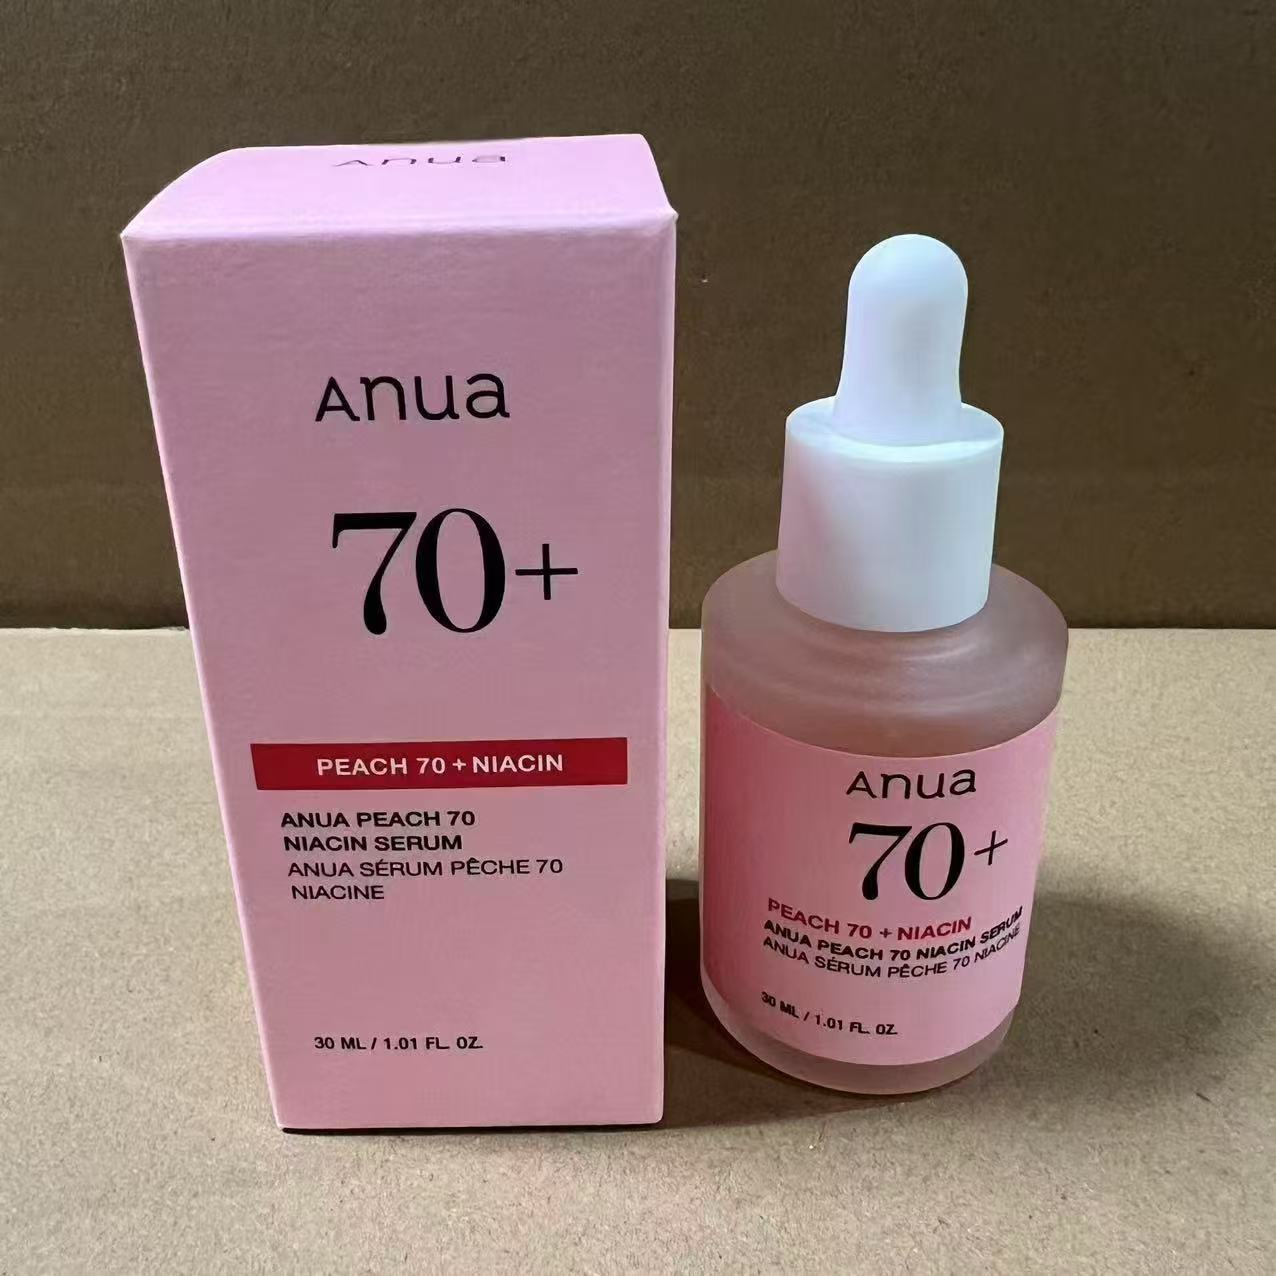 Anua
Anua
70+
PEACH 70 + NIACIN
ANUA PEACH 70
NIACIN SERUM
ANUA SÉRUM PÊCHE 70
NIACINE
30 ML / 1.01 FL. OZ.
Anua
70+
PEACH 70 + NIACIN
ANUA PEACH 70 NIACIN SERUM
ANUA SÉRUM PÊCHE 70 NIACINE
30 ML / 1.01 FL. OZ.